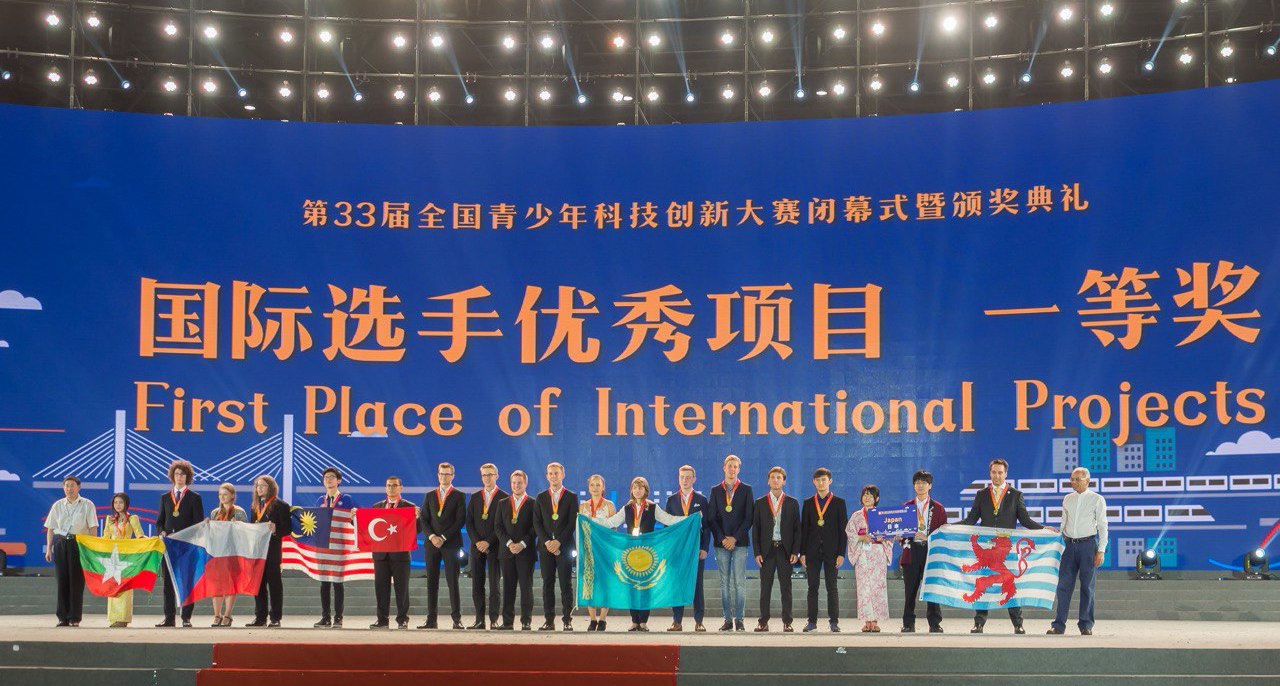 第33届全国青少年科技创新大赛闭幕式暨颁奖典礼
国际选手优秀项目 一等奖
First Place of International Projects
Japan
日本